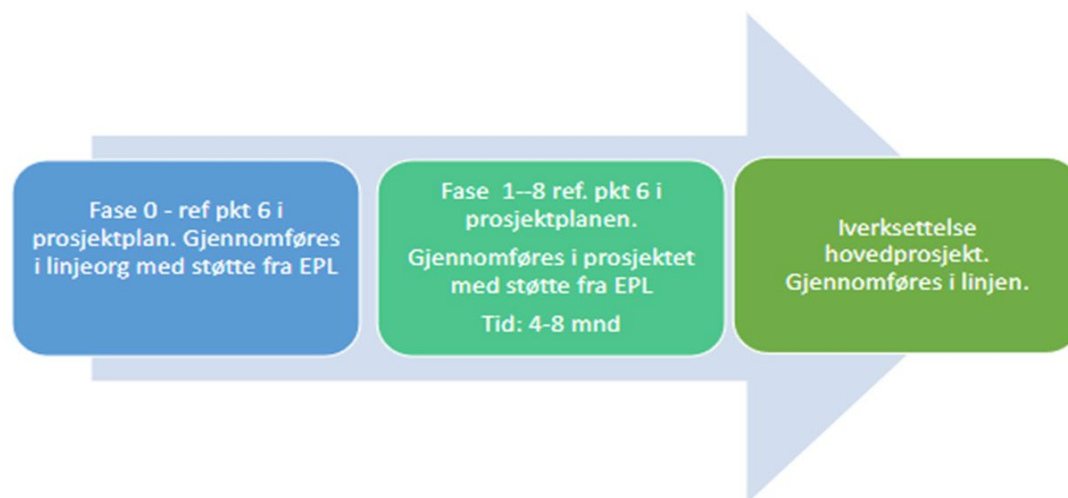 Fase 0 - ref pkt 6 i
prosjektplan. Gjennomføres
i linjeorg med støtte fra EPL
Fase 1--8 ref. pkt 6 i
prosjektplanen.
Gjennomføres i prosjektet
med støtte fra EPL
Tid: 4-8 mnd
Iverksettelse
hovedprosjekt.
Gjennomføres i linjen.